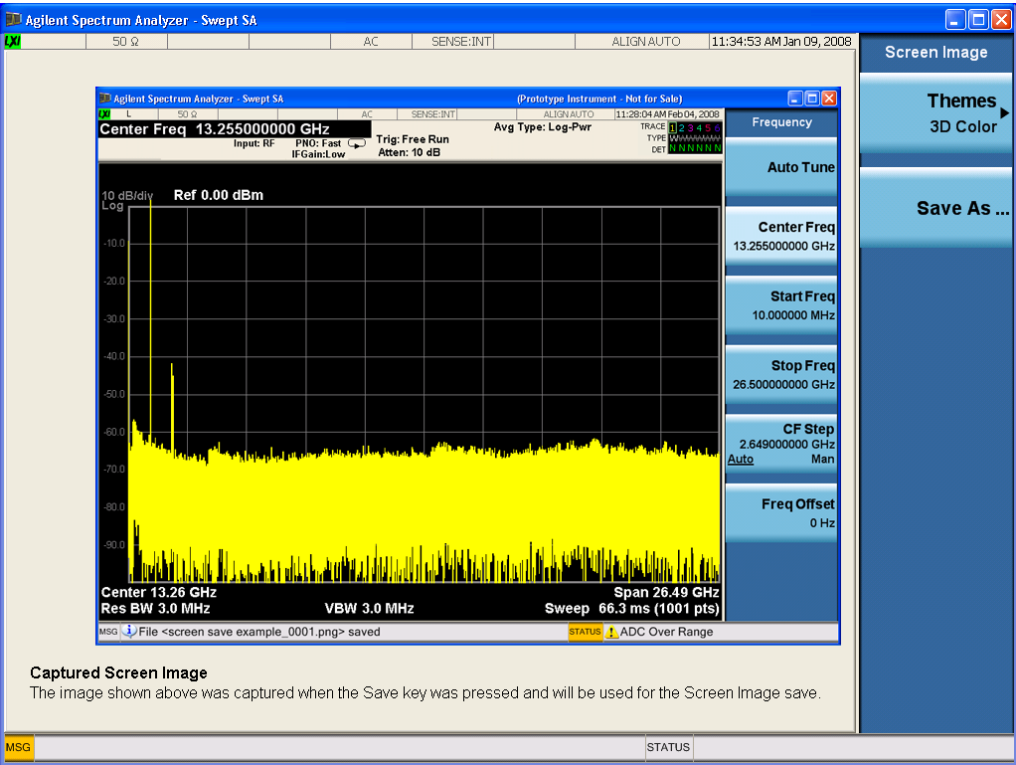 Agilent Spectrum Analyzer - Swept SA
LXI 50 Ω AC SENSE:INT ALIGN AUTO 11:34:53 AM Jan 09, 2008
Screen Image
Themes
3D Color
Save As ...
Agilent Spectrum Analyzer - Swept SA (Prototype Instrument - Not for Sale)
LXI L 50 Ω AC SENSE:INT ALIGN AUTO 11:28:04 AM Feb 04, 2008
Center Freq 13.255000000 GHz
Input: RF
PNO: Fast
IFGain:Low
Trig: Free Run
Atten: 10 dB
Avg Type: Log-Pwr
TRACE 1 2 3 4 5 6
TYPE WWWWWW
DET N N N N N N
10 dB/div Ref 0.00 dBm
Log
-10.0
-20.0
-30.0
-40.0
-50.0
-60.0
-70.0
-80.0
-90.0
Center 13.26 GHz Span 26.49 GHz
Res BW 3.0 MHz VBW 3.0 MHz Sweep 66.3 ms (1001 pts)
MSG File <screen save example_0001.png> saved STATUS ADC Over Range
Frequency
Auto Tune
Center Freq
13.255000000 GHz
Start Freq
10.000000 MHz
Stop Freq
26.500000000 GHz
CF Step
2.649000000 GHz
Auto Man
Freq Offset
0 Hz
Captured Screen Image
The image shown above was captured when the Save key was pressed and will be used for the Screen Image save.
MSG STATUS